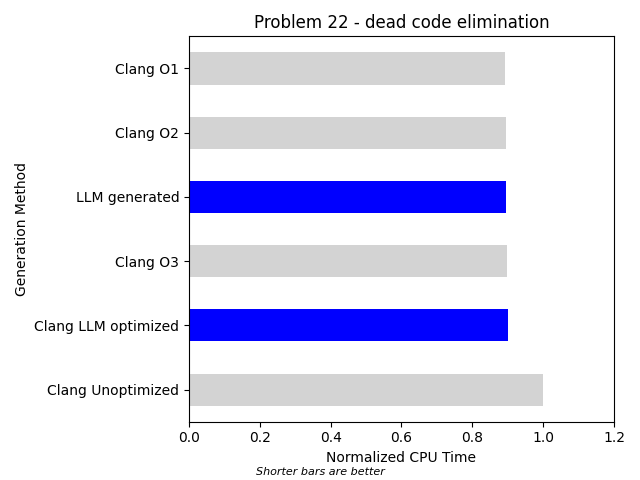 Problem 22 - dead code elimination
Clang O1
Clang O2
LLM generated
Clang O3
Clang LLM optimized
Clang Unoptimized
Generation Method
0.0 0.2 0.4 0.6 0.8 1.0 1.2
Normalized CPU Time
Shorter bars are better